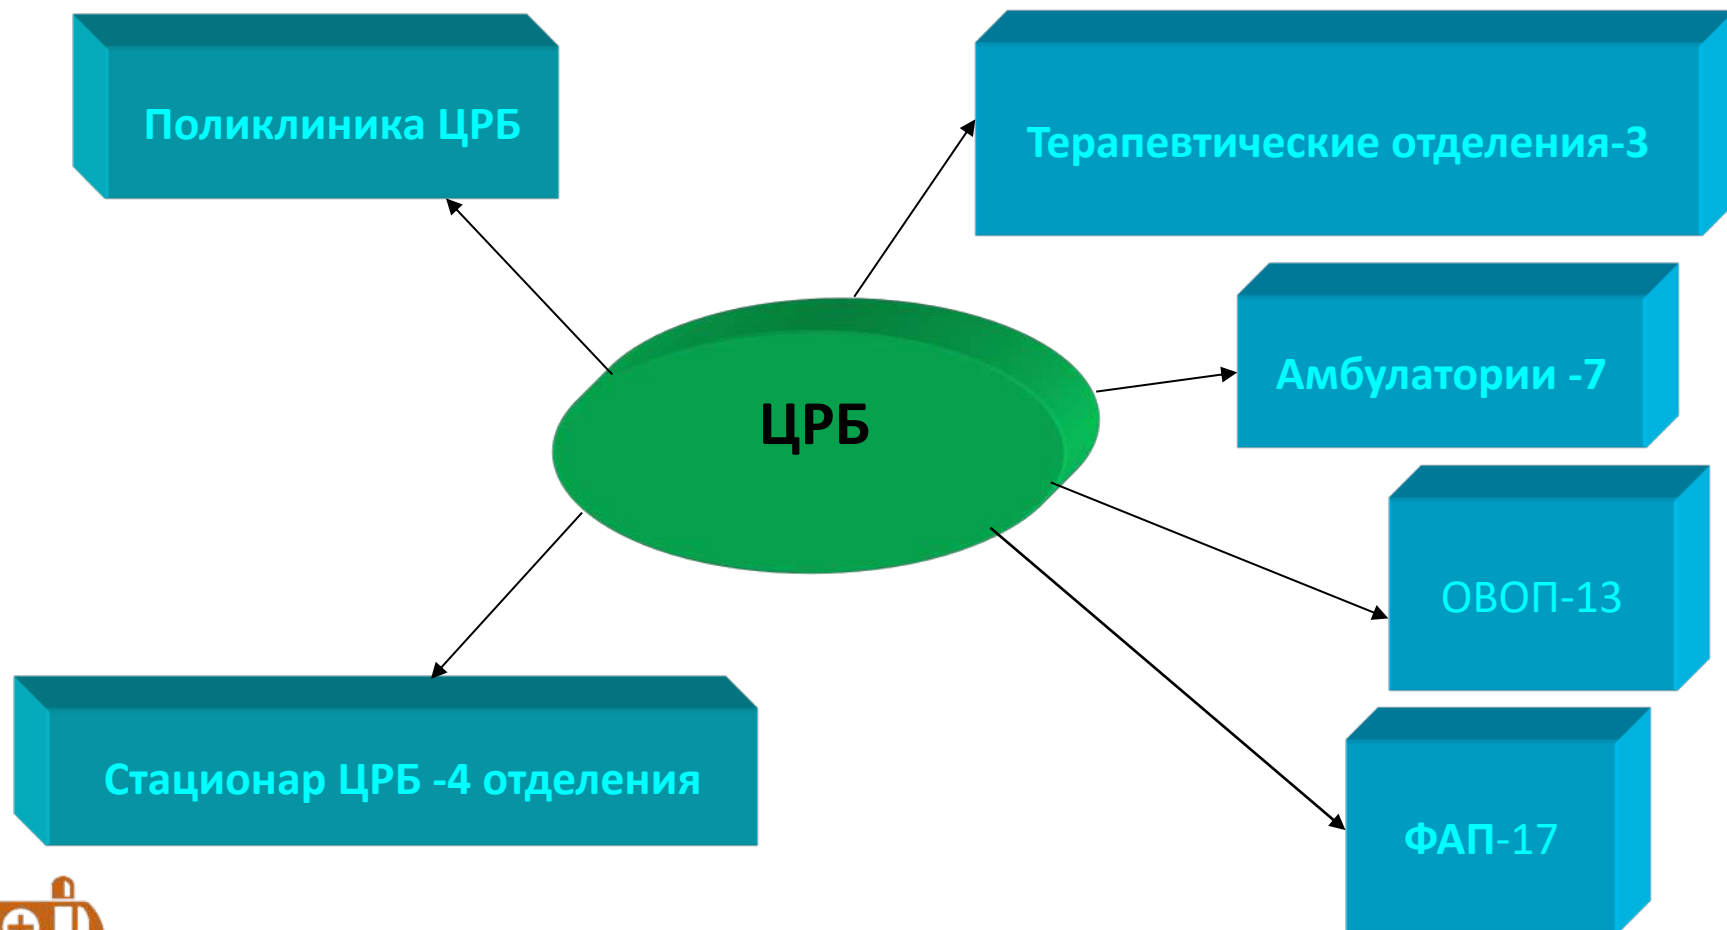 Поликлиника ЦРБ
Терапевтические отделения-3
Амбулатории -7
ЦРБ
ОВОП-13
Стационар ЦРБ -4 отделения
ФАП-17